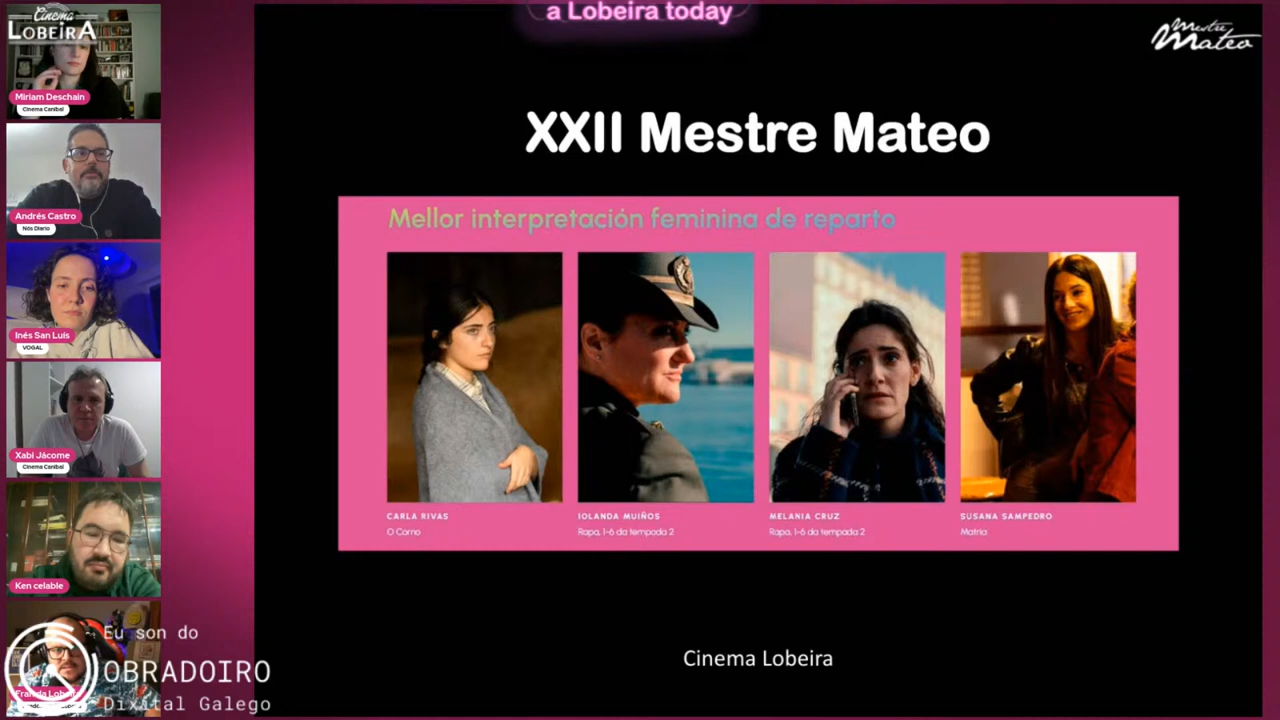 Cinema
LOBEIRA
Miriam Deschain
Cinema Caníbal
Andrés Castro
Nós Diario
Inés San Luís
VOGAL
Xabi Jácome
Cinema Caníbal
Ken celable
Eu son do
OBRADOIRO
Dixital Galego
a Lobeira today
Mestre
Mateo
XXII Mestre Mateo
Mellor interpretación feminina de reparto
CARLA RIVAS
O Corno
IOLANDA MUIÑOS
Rapa, 1-6 da tempada 2
MELANIA CRUZ
Rapa, 1-6 da tempada 2
SUSANA SAMPEDRO
Matria
Cinema Lobeira